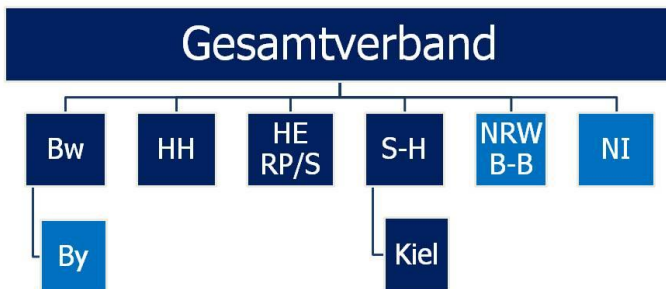 Gesamtverband
Bw
HH
HE
RP/S
S-H
NRW
B-B
NI
By
Kiel